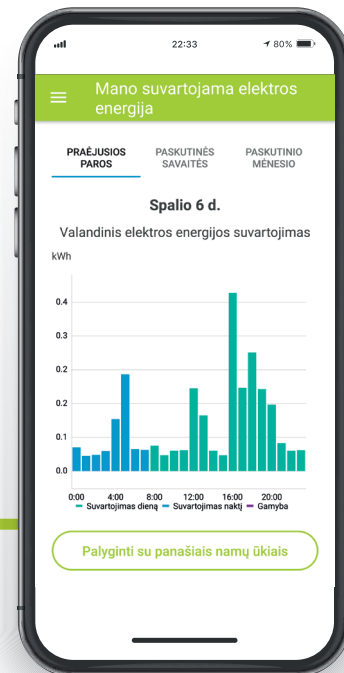 22:33
80%
Mano suvartojama elektros
energija
PRAĖJUSIOS
PAROS
PASKUTINĖS
SAVAITĖS
PASKUTINIO
MĖNESIO
Spalio 6 d.
Valandinis elektros energijos suvartojimas
kWh
0.4
0.3
0.2
0.2
0.1
0.0
0:00 4:00 8:00 12:00 16:00 20:00
Suvartojimas dieną Suvartojimas naktį Gamyba
Palyginti su panašiais namų ūkiais